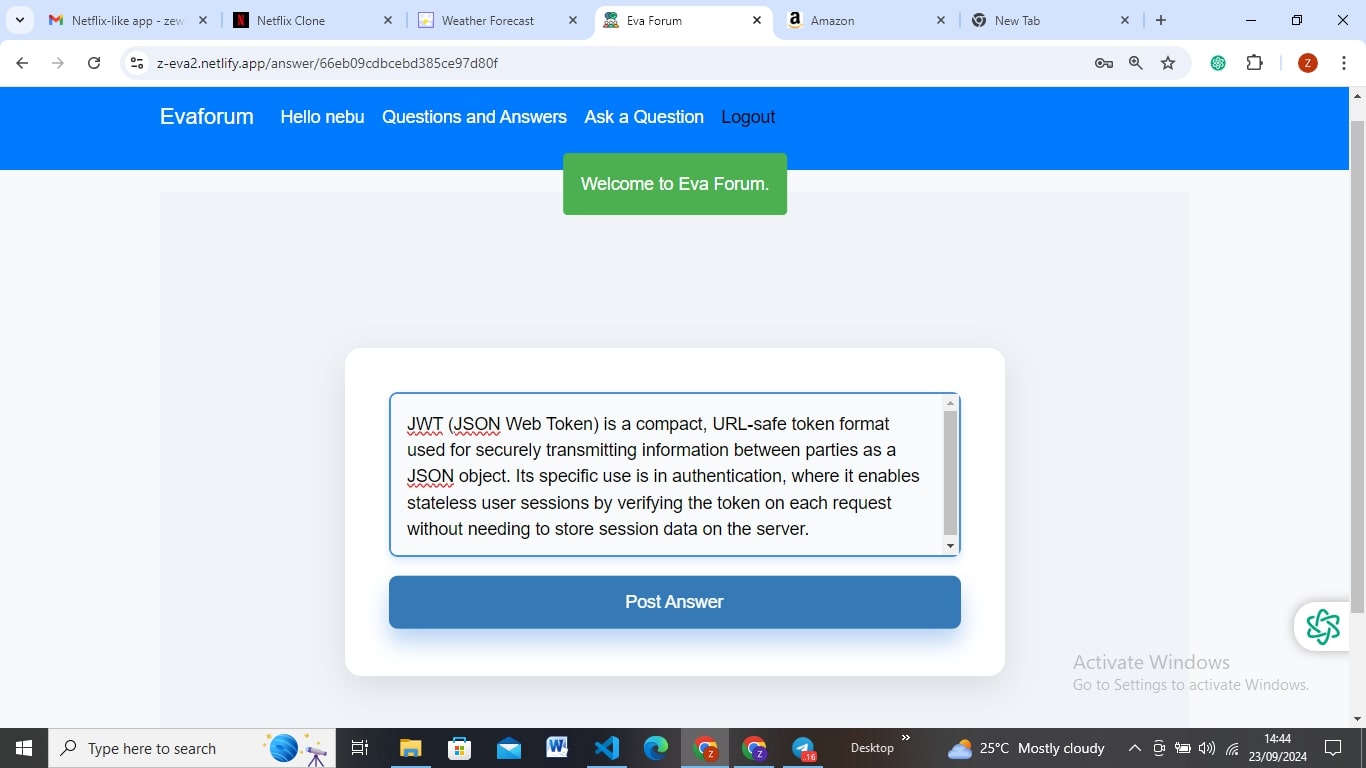 Netflix-like app - zew
Netflix Clone
Weather Forecast
Eva Forum
Amazon
New Tab
z-eva2.netlify.app/answer/66eb09cdbcebd385ce97d80f
Z
Evaforum
Hello nebu
Questions and Answers
Ask a Question
Logout
Welcome to Eva Forum.
JWT (JSON Web Token) is a compact, URL-safe token format
used for securely transmitting information between parties as a
JSON object. Its specific use is in authentication, where it enables
stateless user sessions by verifying the token on each request
without needing to store session data on the server.
Post Answer
Activate Windows
Go to Settings to activate Windows.
Type here to search
Desktop
25°C Mostly cloudy
14:44
23/09/2024